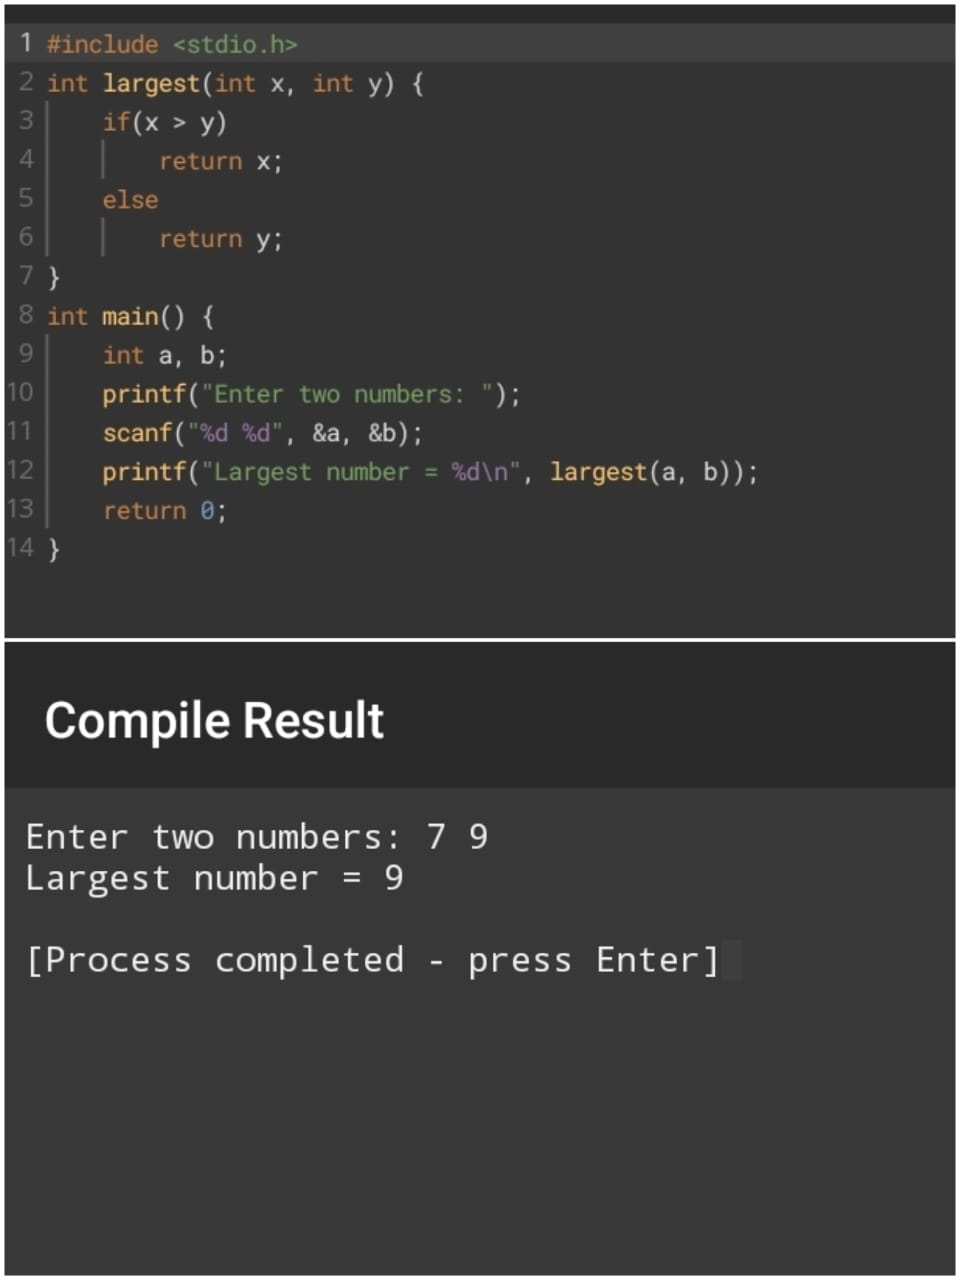 1 #include <stdio.h>
2 int largest(int x, int y) {
3     if(x > y)
4         return x;
5     else
6         return y;
7 }
8 int main() {
9     int a, b;
10     printf("Enter two numbers: ");
11     scanf("%d %d", &a, &b);
12     printf("Largest number = %d\n", largest(a, b));
13     return 0;
14 }
Compile Result
Enter two numbers: 7 9
Largest number = 9
[Process completed - press Enter]